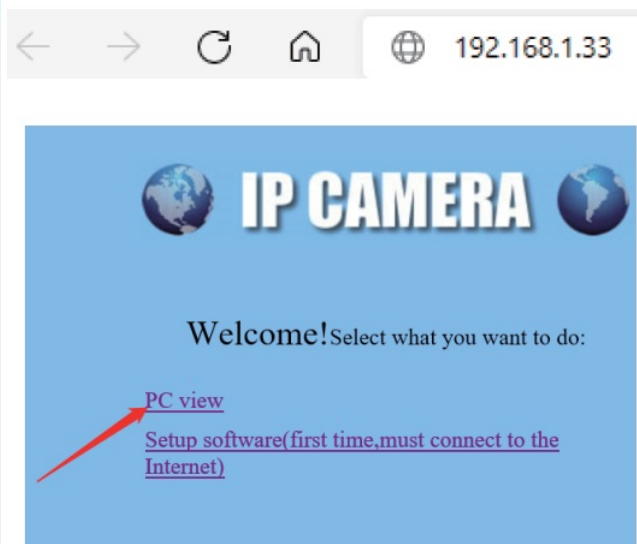 192.168.1.33
IP CAMERA
Welcome!Select what you want to do:
PC view
Setup software(first time,must connect to the
Internet)